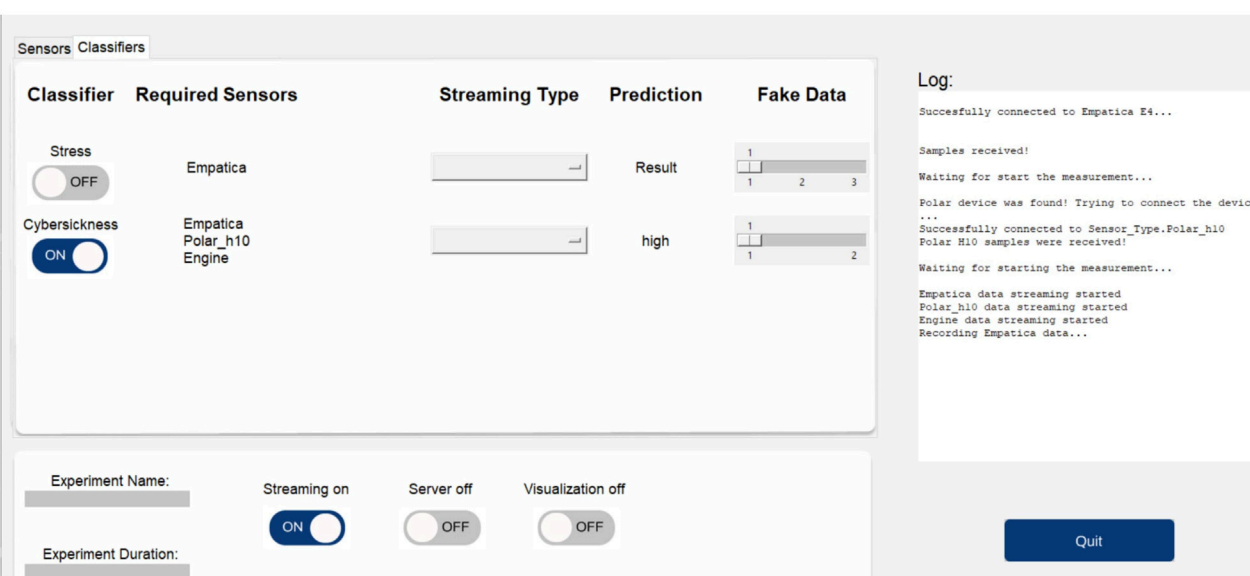 Sensors Classifiers
Classifier Required Sensors Streaming Type Prediction Fake Data
Stress
OFF
Empatica
Result
1
1 2 3
Cybersickness
ON
Empatica
Polar_h10
Engine
high
1
1 2
Experiment Name:
Streaming on Server off Visualization off
ON OFF OFF
Experiment Duration:
Log:
Succesfully connected to Empatica E4...
Samples received!
Waiting for start the measurement...
Polar device was found! Trying to connect the devic
...
Successfully connected to Sensor_Type.Polar_h10
Polar H10 samples were received!
Waiting for starting the measurement...
Empatica data streaming started
Polar_h10 data streaming started
Engine data streaming started
Recording Empatica data...
Quit